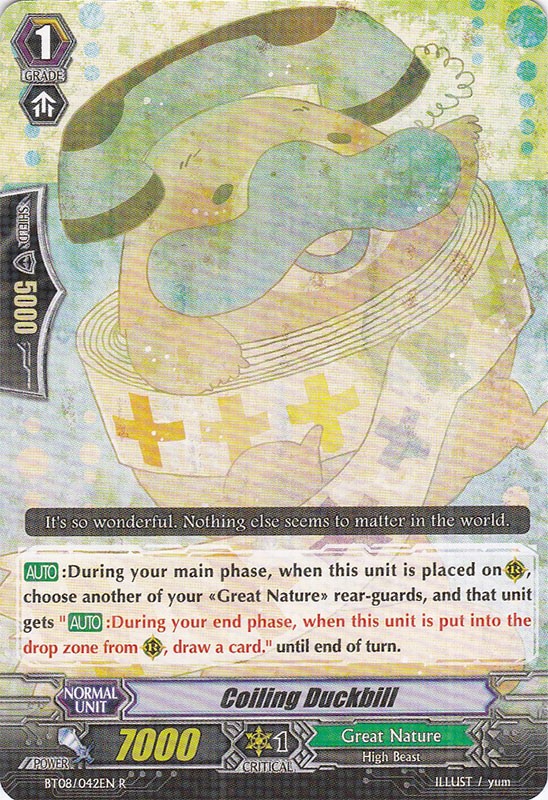 1
GRADE
SHIELD 5000
It's so wonderful. Nothing else seems to matter in the world.
AUTO :During your main phase, when this unit is placed on R,
choose another of your «Great Nature» rear-guards, and that unit
gets "AUTO :During your end phase, when this unit is put into the
drop zone from R, draw a card." until end of turn.
NORMAL
UNIT
Coiling Duckbill
POWER 7000
1
CRITICAL
Great Nature
High Beast
BT08/042EN R
ILLUST / yum